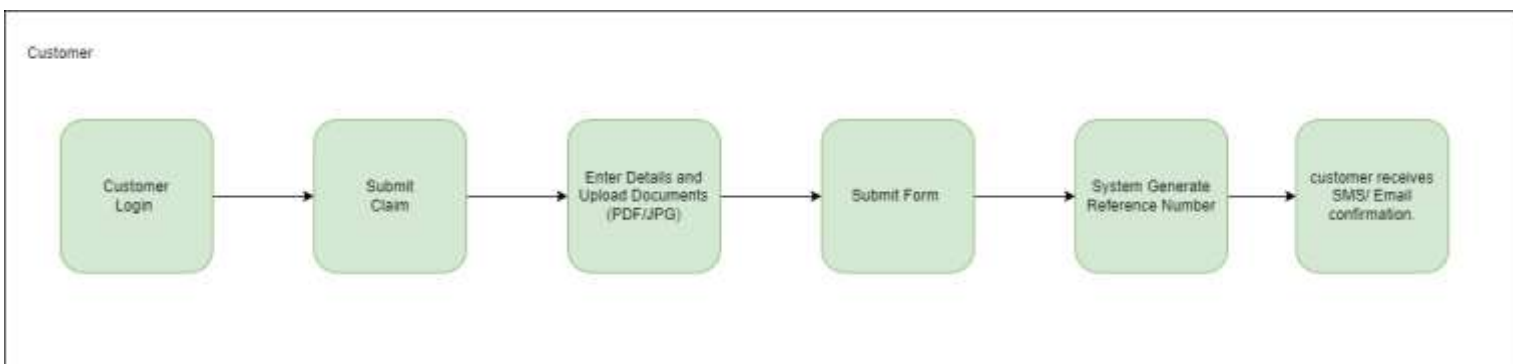 Customer
Customer
Login
Submit
Claim
Enter Details and
Upload Documents
(PDF/JPG)
Submit Form
System Generate
Reference Number
customer receives
SMS/ Email
confirmation.